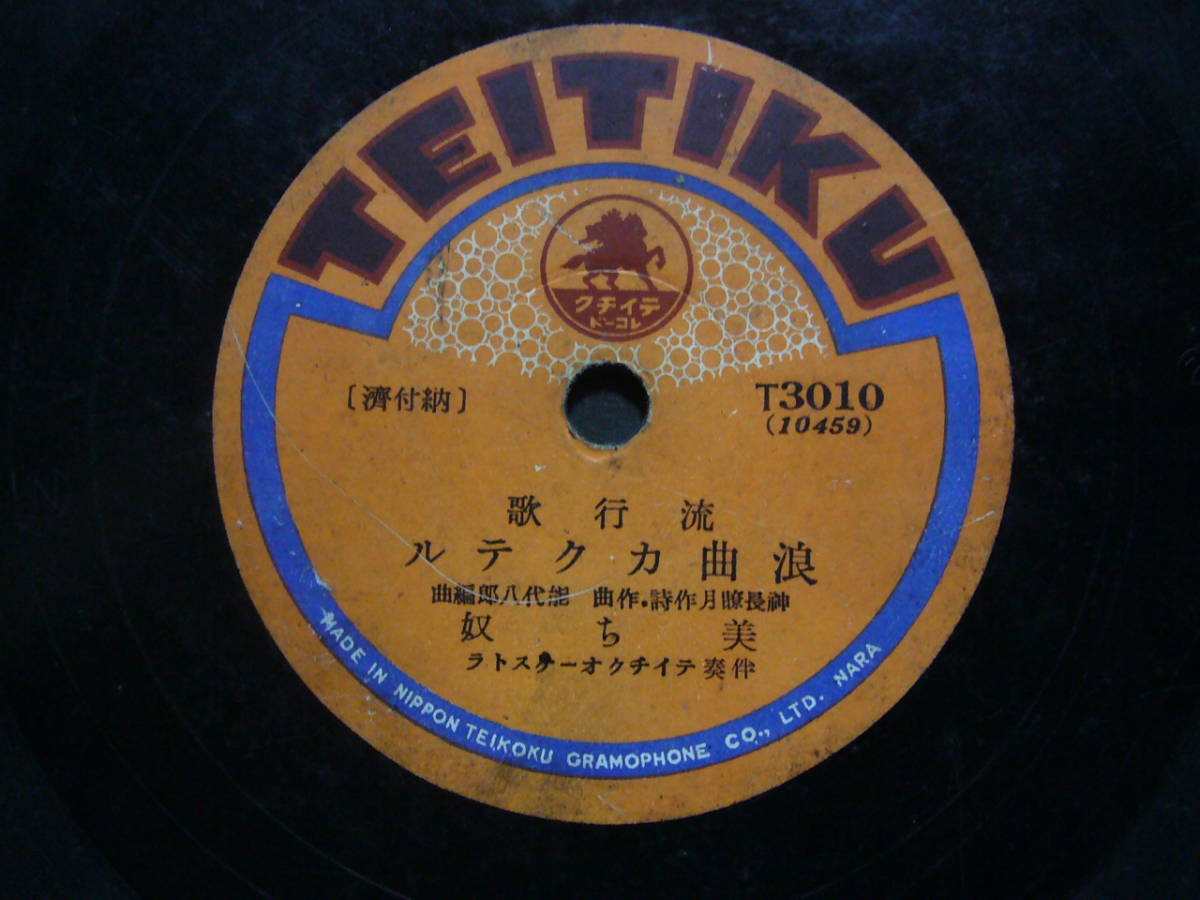 TEITIKU
テイチク
レコード
〔納付濟〕
T3010
(10459)
流行歌
浪曲カクテル
神長瞭月作詩・作曲 能代八郎編曲
美ち奴
伴奏テイチクオーケストラ
MADE IN NIPPON TEIKOKU GRAMOPHONE CO., LTD. NARA